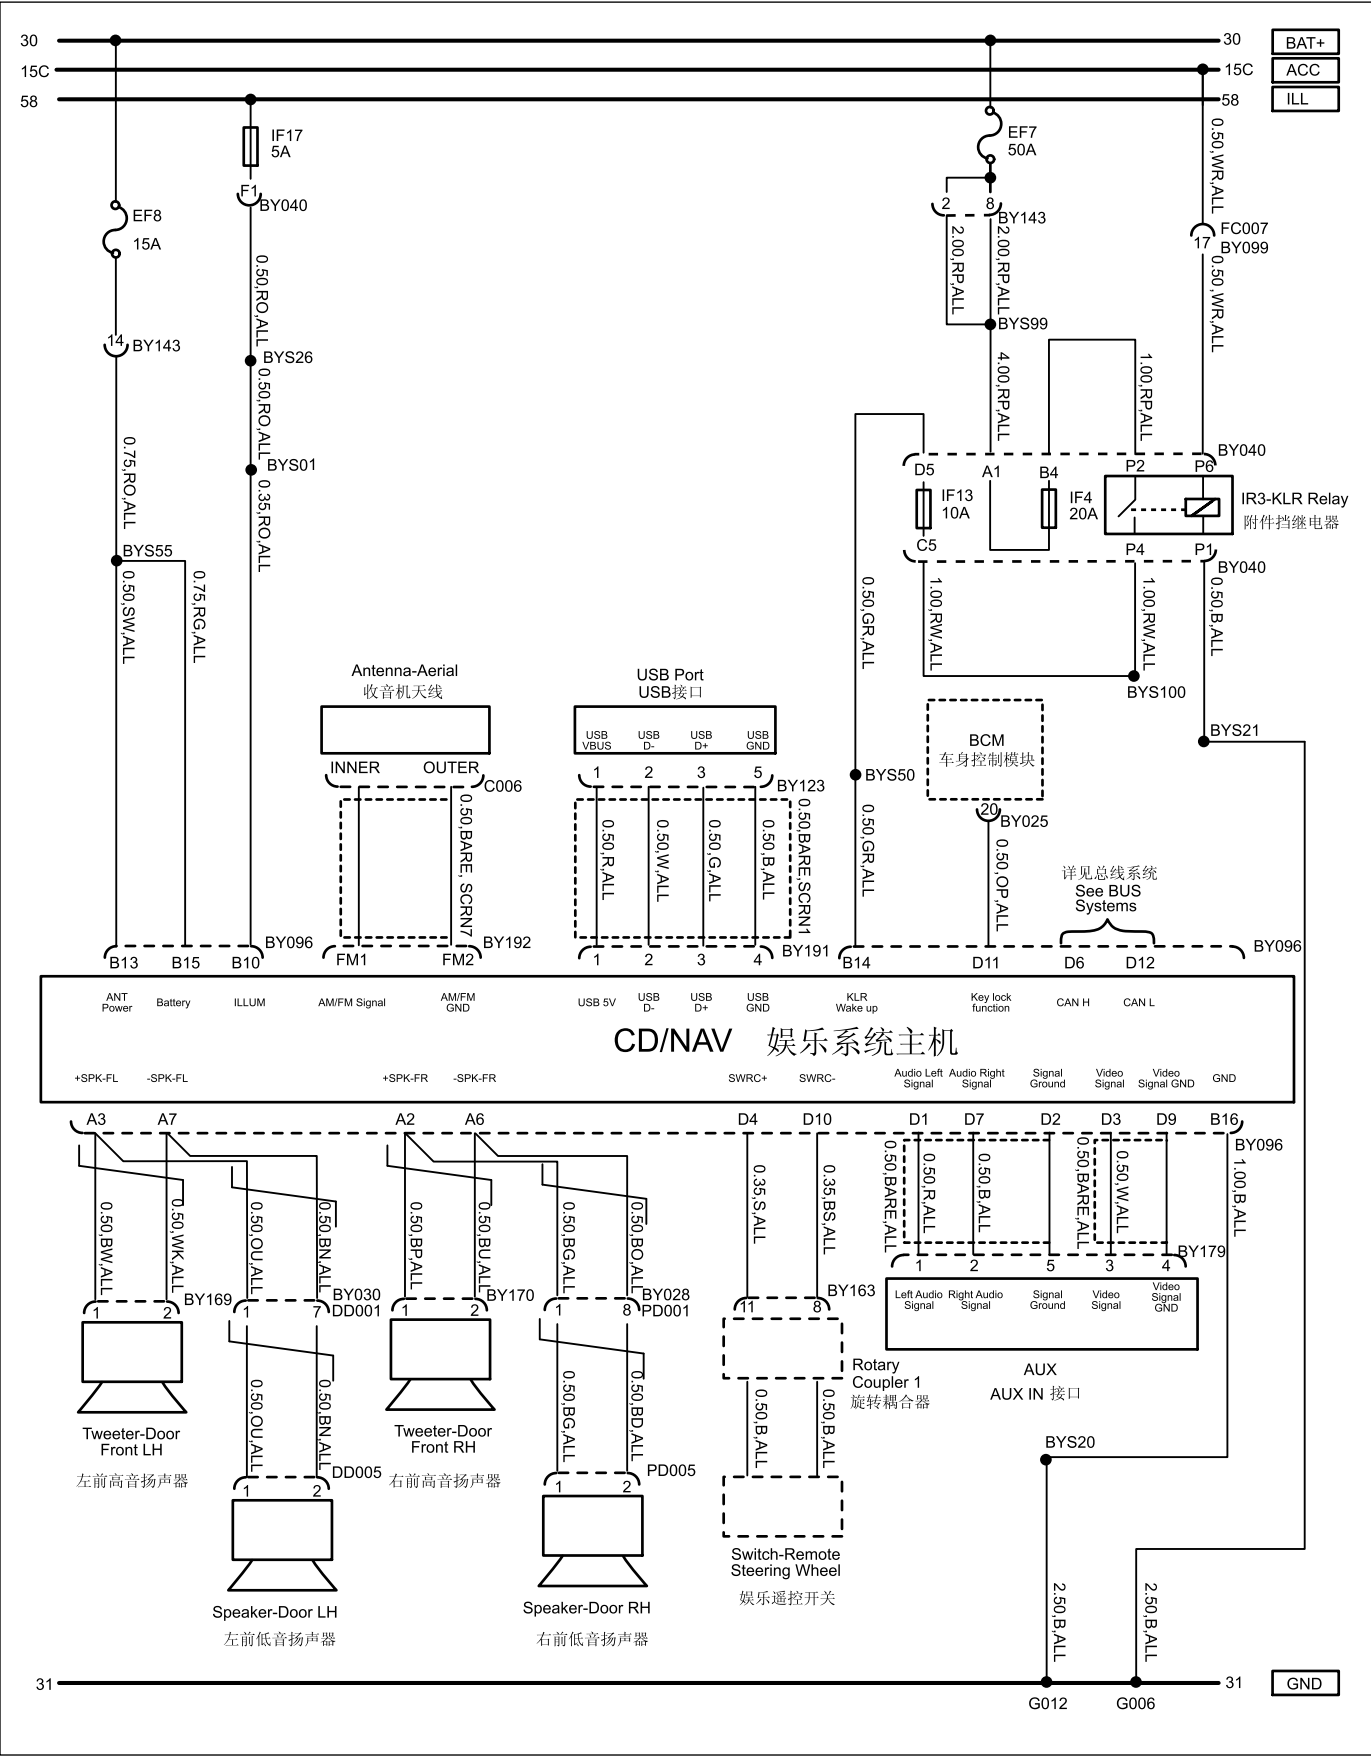 30
30
BAT+
15C
15C
ACC
58
58
ILL
IF17
5A
EF7
50A
0.50,WR,ALL
F1
BY040
EF8
15A
2
8
BY143
FC007
17
BY099
0.50,RO,ALL
2.00,RP,ALL
2.00,RP,ALL
0.50,WR,ALL
14
BY143
BYS26
BYS99
0.50,RO,ALL
4.00,RP,ALL
1.00,RP,ALL
0.75,RO,ALL
BYS01
BY040
D5
A1
B4
P2
P6
0.35,RO,ALL
IF13
10A
IF4
20A
IR3-KLR Relay
附件挡继电器
C5
P4
P1
BYS55
BY040
0.50,SW,ALL
0.75,RG,ALL
0.50,GR,ALL
1.00,RW,ALL
1.00,RW,ALL
0.50,B,ALL
Antenna-Aerial
收音机天线
USB Port
USB接口
BYS100
USB
VBUS
USB
D-
USB
D+
USB
GND
BCM
车身控制模块
BYS21
INNER
OUTER
C006
1
2
3
5
BY123
BYS50
20
BY025
0.50,BARE, SCRN7
0.50,R,ALL
0.50,W,ALL
0.50,G,ALL
0.50,B,ALL
0.50,BARE,SCRN1
0.50,GR,ALL
0.50,OP,ALL
详见总线系统
See BUS
Systems
B13
B15
B10
BY096
FM1
FM2
BY192
1
2
3
4
BY191
B14
D11
D6
D12
BY096
ANT
Power
Battery
ILLUM
AM/FM Signal
AM/FM
GND
USB 5V
USB
D-
USB
D+
USB
GND
KLR
Wake up
Key lock
function
CAN H
CAN L
CD/NAV 娱乐系统主机
+SPK-FL
-SPK-FL
+SPK-FR
-SPK-FR
SWRC+
SWRC-
Audio Left
Signal
Audio Right
Signal
Signal
Ground
Video
Signal
Video
Signal GND
GND
A3
A7
A2
A6
D4
D10
D1
D7
D2
D3
D9
B16
BY096
0.50,BW,ALL
0.50,WK,ALL
0.50,OU,ALL
0.50,BN,ALL
0.50,BP,ALL
0.50,BU,ALL
0.50,BG,ALL
0.50,BO,ALL
0.35,S,ALL
0.35,BS,ALL
0.50,BARE,ALL
0.50,R,ALL
0.50,B,ALL
0.50,BARE,ALL
0.50,W,ALL
1.00,B,ALL
BY179
1
2
5
3
4
1
2
BY169
1
7
BY030
DD001
1
2
BY170
1
8
BY028
PD001
11
8
BY163
Left Audio
Signal
Right Audio
Signal
Signal
Ground
Video
Signal
Video
Signal
GND
AUX
AUX IN 接口
Rotary
Coupler 1
旋转耦合器
0.50,OU,ALL
0.50,BN,ALL
0.50,BG,ALL
0.50,BD,ALL
0.50,B,ALL
0.50,B,ALL
Tweeter-Door
Front LH
左前高音扬声器
Tweeter-Door
Front RH
右前高音扬声器
BYS20
1
2
DD005
1
2
PD005
Switch-Remote
Steering Wheel
娱乐遥控开关
Speaker-Door LH
左前低音扬声器
Speaker-Door RH
右前低音扬声器
2.50,B,ALL
2.50,B,ALL
31
31
GND
G012
G006